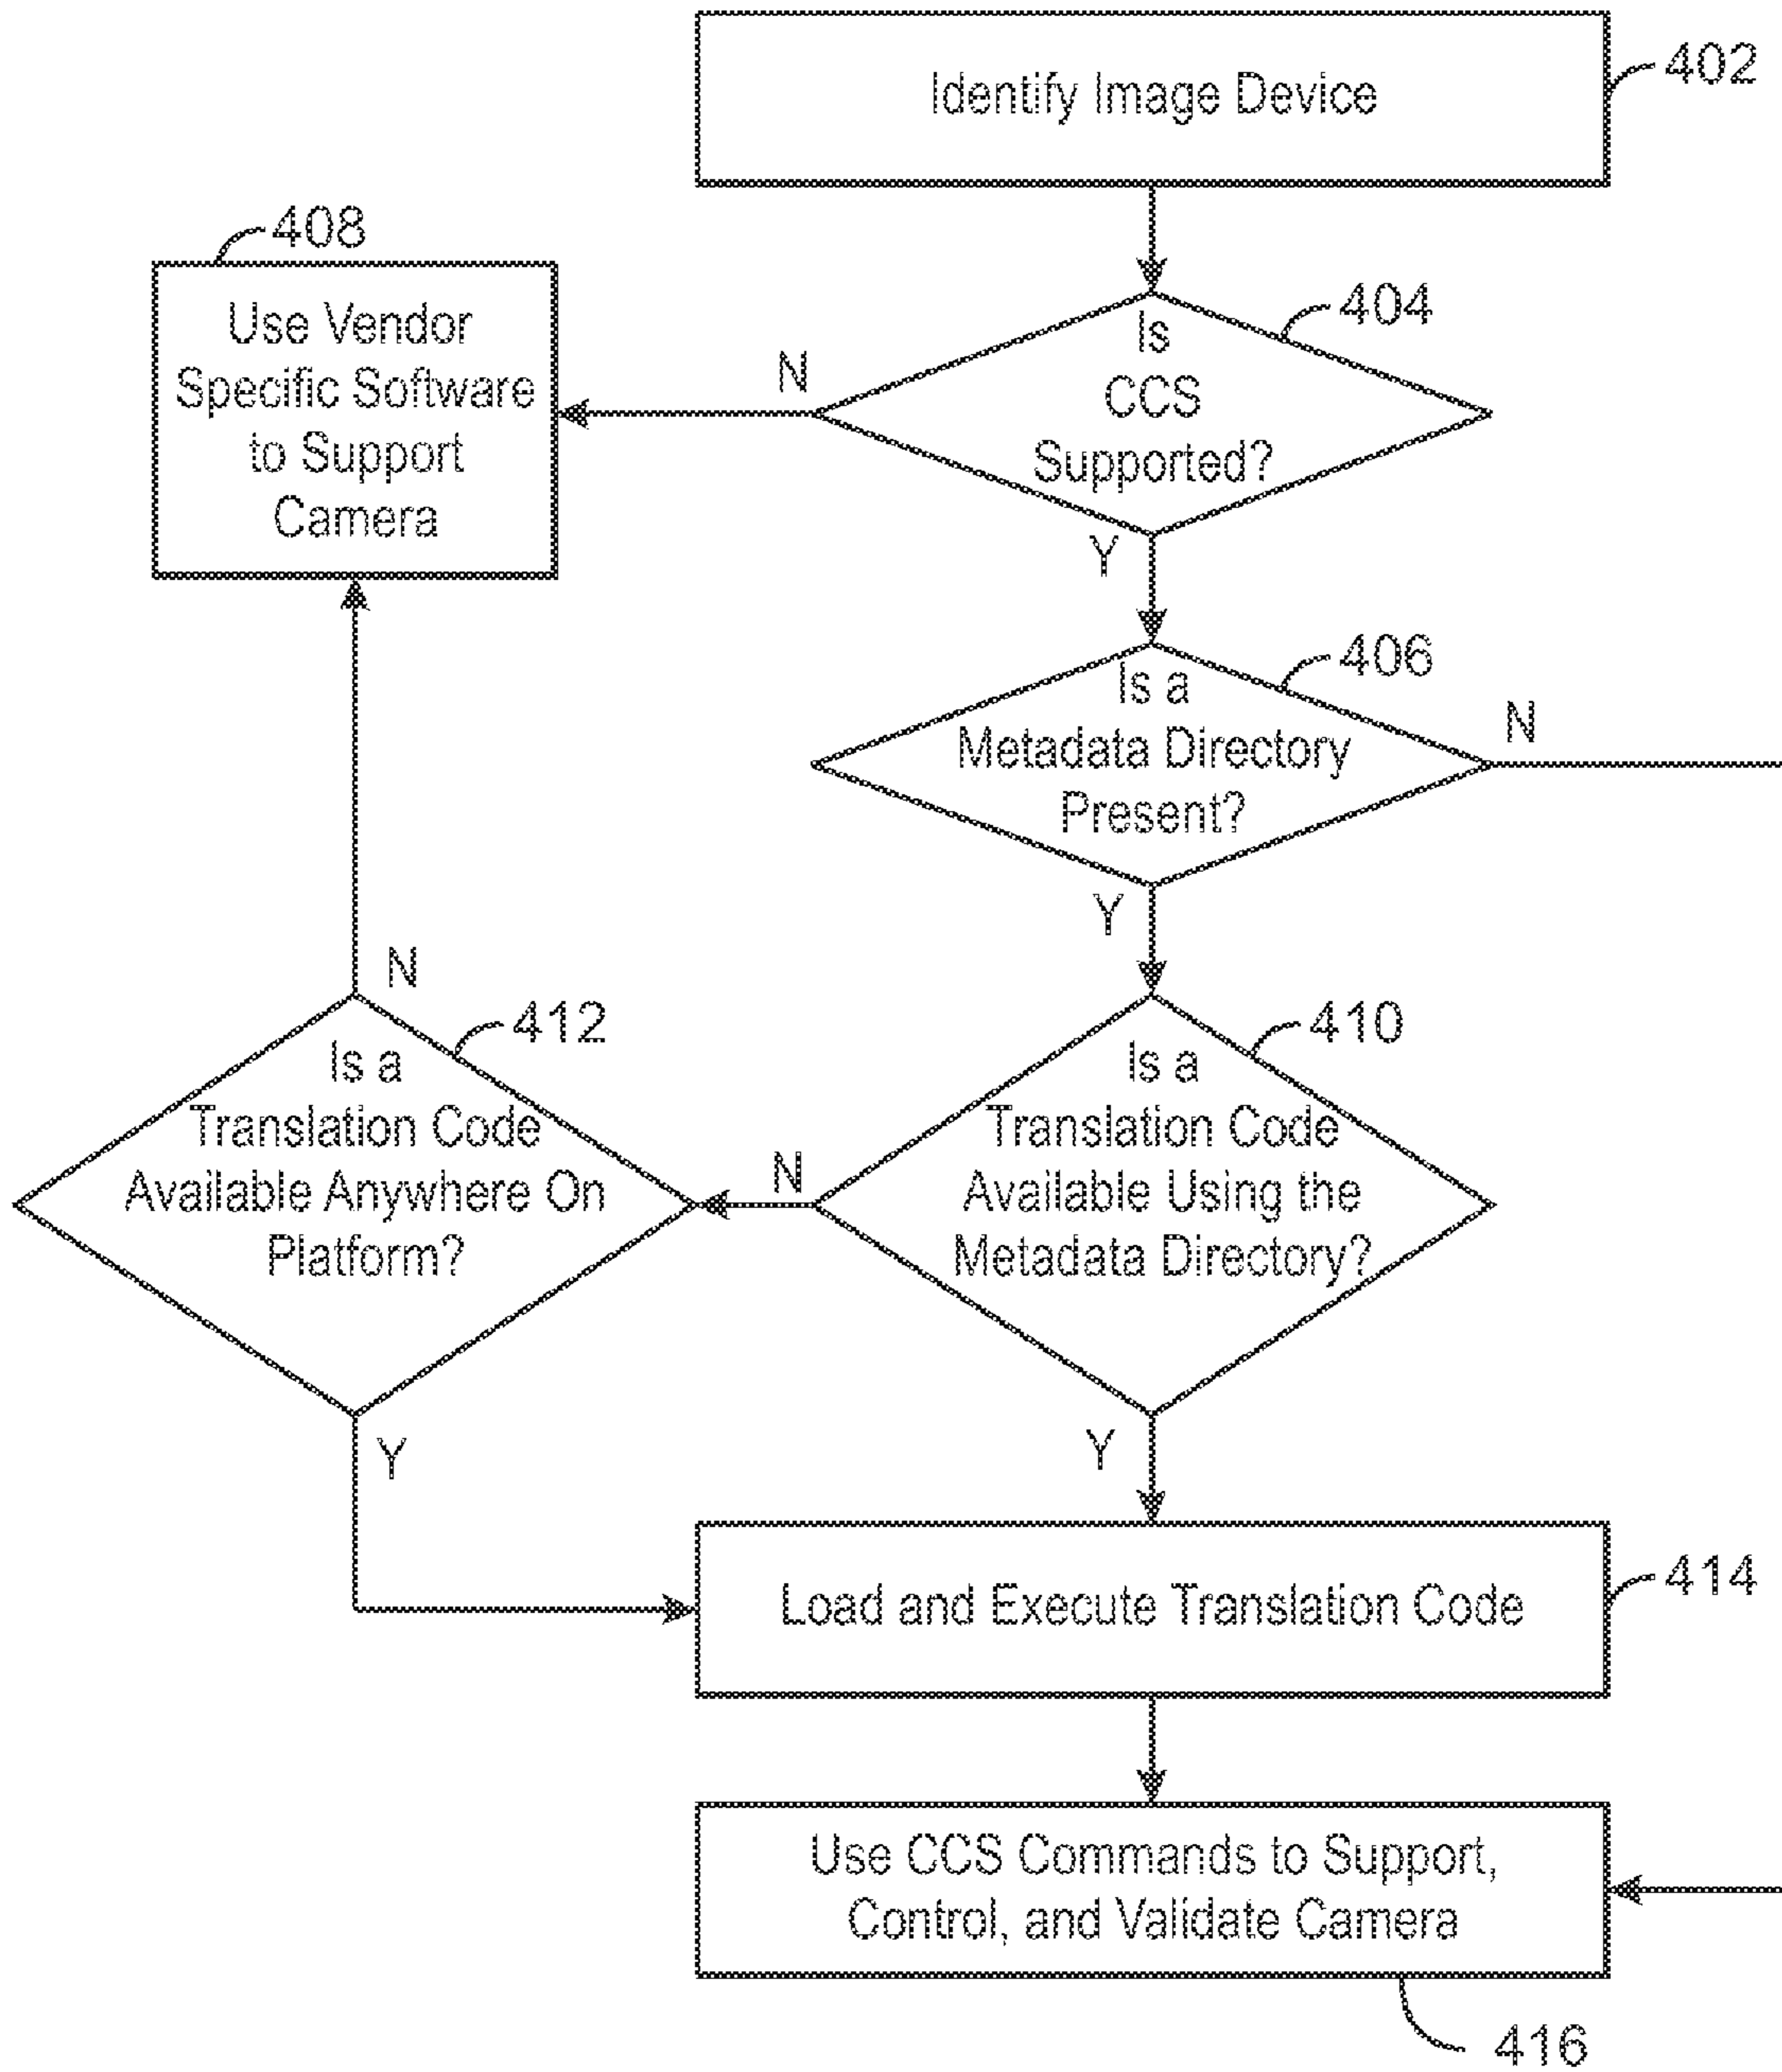 Identify Image Device
402
408
Use Vendor
Specific Software
to Support
Camera
N
404
Is
CCS
Supported?
Y
406
Is a
Metadata Directory
Present?
N
Y
N
412
Is a
Translation Code
Available Anywhere On
Platform?
N
410
Is a
Translation Code
Available Using the
Metadata Directory?
Y
Y
Load and Execute Translation Code
414
Use CCS Commands to Support,
Control, and Validate Camera
416